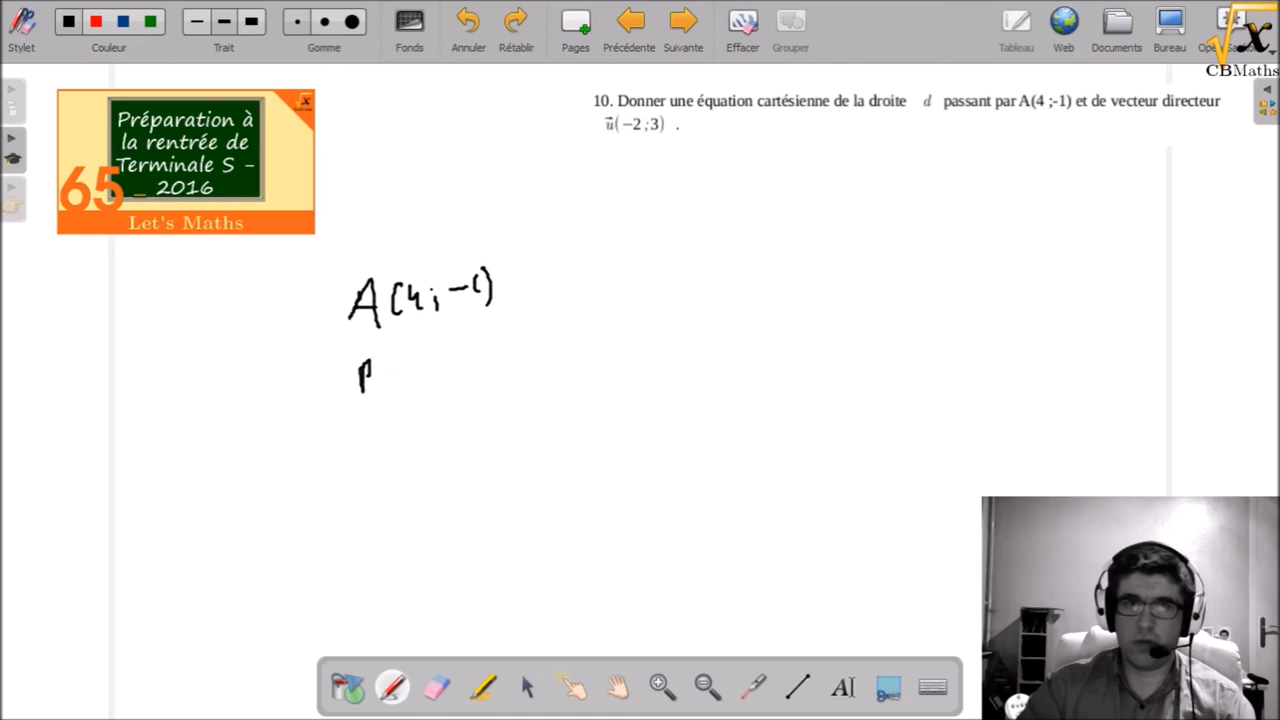 Stylet
Couleur
Trait
Gomme
Fonds
Annuler
Rétablir
Pages
Précédente
Suivante
Effacer
Grouper
Tableau
Web
Documents
Bureau
CBMaths
Préparation à
la rentrée de
Terminale S -
2016
65
Let's Maths
10. Donner une équation cartésienne de la droite d passant par A(4 ;-1) et de vecteur directeur
u⃗(−2 ; 3) .
A(4; -1)